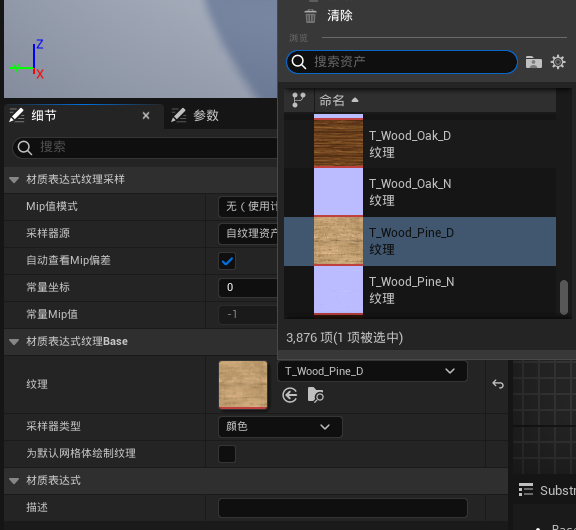 清除
浏览
搜索资产
命名
T_Wood_Oak_D
纹理
T_Wood_Oak_N
纹理
T_Wood_Pine_D
纹理
T_Wood_Pine_N
纹理
3,876 项(1 项被选中)
Z
Y
X
细节
参数
搜索
材质表达式纹理采样
Mip值模式
无（使用计
采样器源
自纹理资产
自动查看Mip偏差
常量坐标
0
常量Mip值
-1
材质表达式纹理Base
纹理
T_Wood_Pine_D
采样器类型
颜色
为默认网格体绘制纹理
材质表达式
描述
Substr
Base